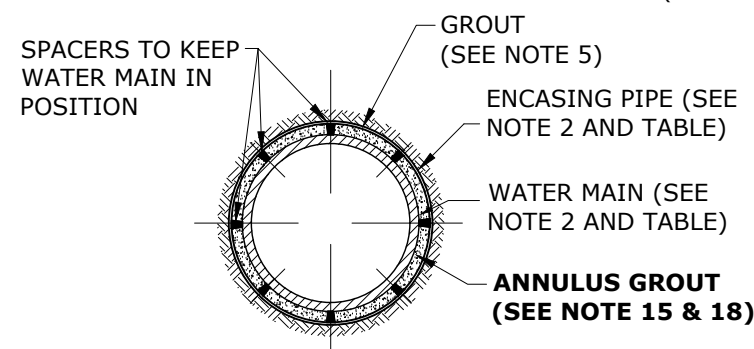 GROUT
(SEE NOTE 5)
SPACERS TO KEEP
WATER MAIN IN
POSITION
ENCASING PIPE (SEE
NOTE 2 AND TABLE)
WATER MAIN (SEE
NOTE 2 AND TABLE)
ANNULUS GROUT
(SEE NOTE 15 & 18)